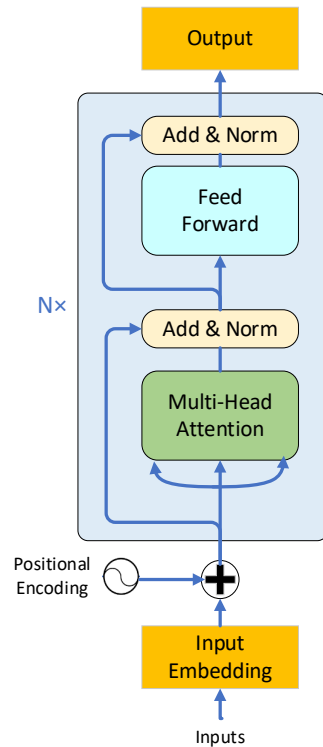 Output
Add & Norm
Feed
Forward
N×
Add & Norm
Multi-Head
Attention
Positional
Encoding
Input
Embedding
Inputs